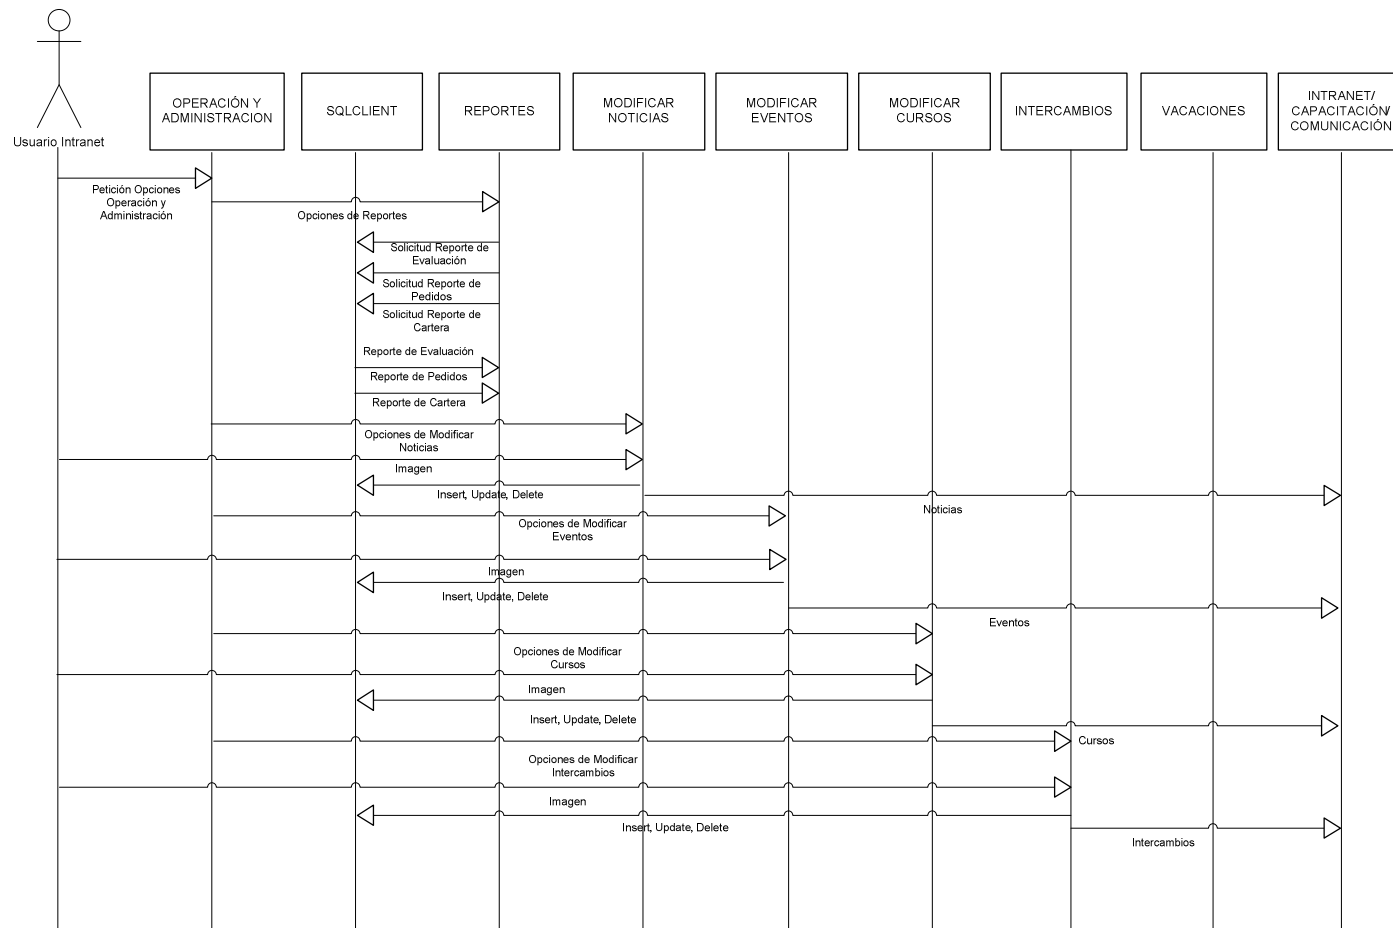 Usuario Intranet
OPERACIÓN Y
ADMINISTRACION
SQLCLIENT
REPORTES
MODIFICAR
NOTICIAS
MODIFICAR
EVENTOS
MODIFICAR
CURSOS
INTERCAMBIOS
VACACIONES
INTRANET/
CAPACITACIÓN/
COMUNICACIÓN
Petición Opciones
Operación y
Administración
Opciones de Reportes
Solicitud Reporte de
Evaluación
Solicitud Reporte de
Pedidos
Solicitud Reporte de
Cartera
Reporte de Evaluación
Reporte de Pedidos
Reporte de Cartera
Opciones de Modificar
Noticias
Imagen
Insert, Update, Delete
Noticias
Opciones de Modificar
Eventos
Imagen
Insert, Update, Delete
Eventos
Opciones de Modificar
Cursos
Imagen
Insert, Update, Delete
Cursos
Opciones de Modificar
Intercambios
Imagen
Insert, Update, Delete
Intercambios